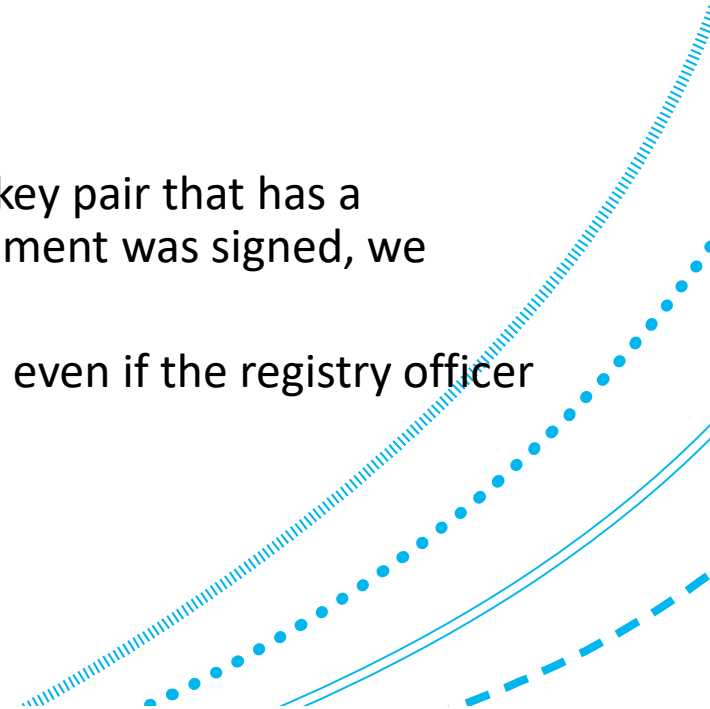 key pair that has a
ment was signed, we
even if the registry officer